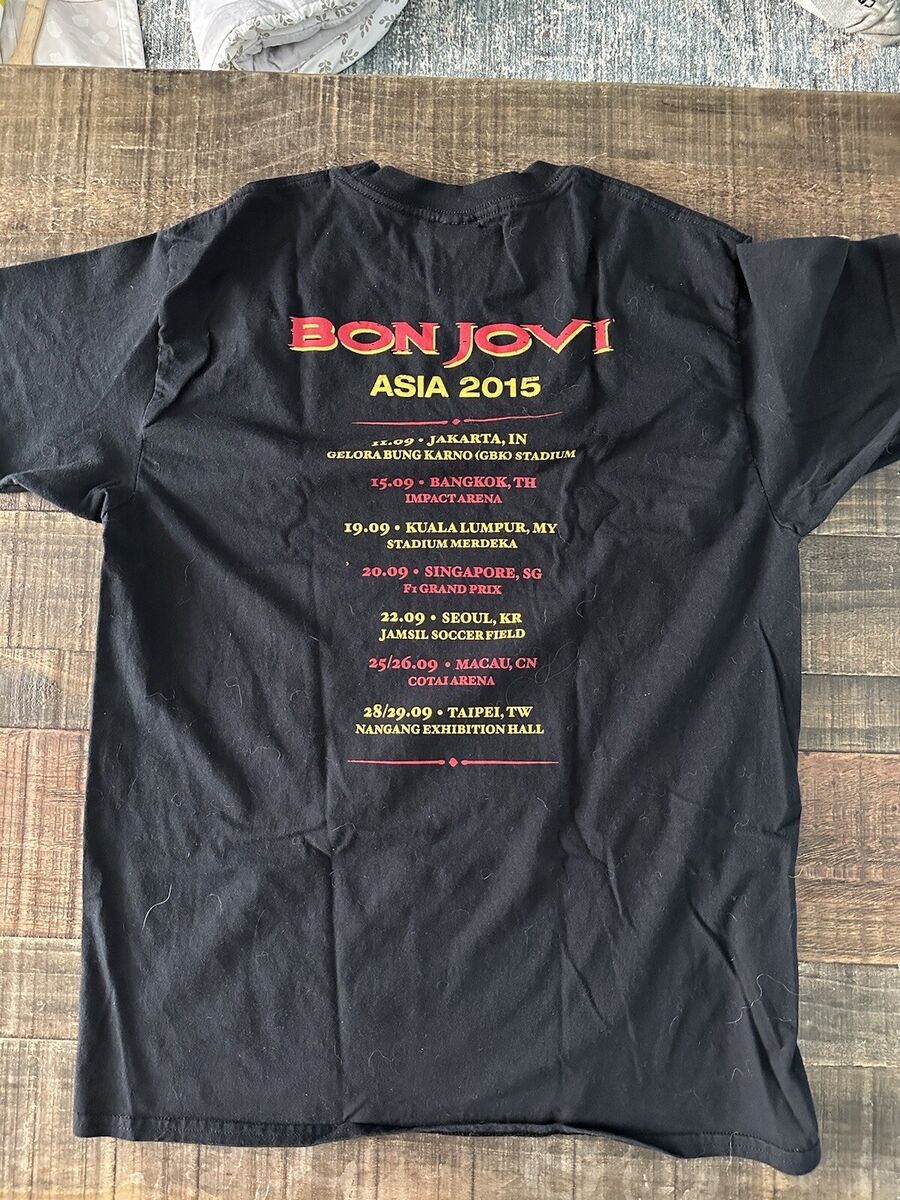 BON JOVI
ASIA 2015
11.09 • JAKARTA, IN
GELORA BUNG KARNO (GBK) STADIUM
15.09 • BANGKOK, TH
IMPACT ARENA
19.09 • KUALA LUMPUR, MY
STADIUM MERDEKA
20.09 • SINGAPORE, SG
F1 GRAND PRIX
22.09 • SEOUL, KR
JAMSIL SOCCER FIELD
25/26.09 • MACAU, CN
COTAI ARENA
28/29.09 • TAIPEI, TW
NANGANG EXHIBITION HALL